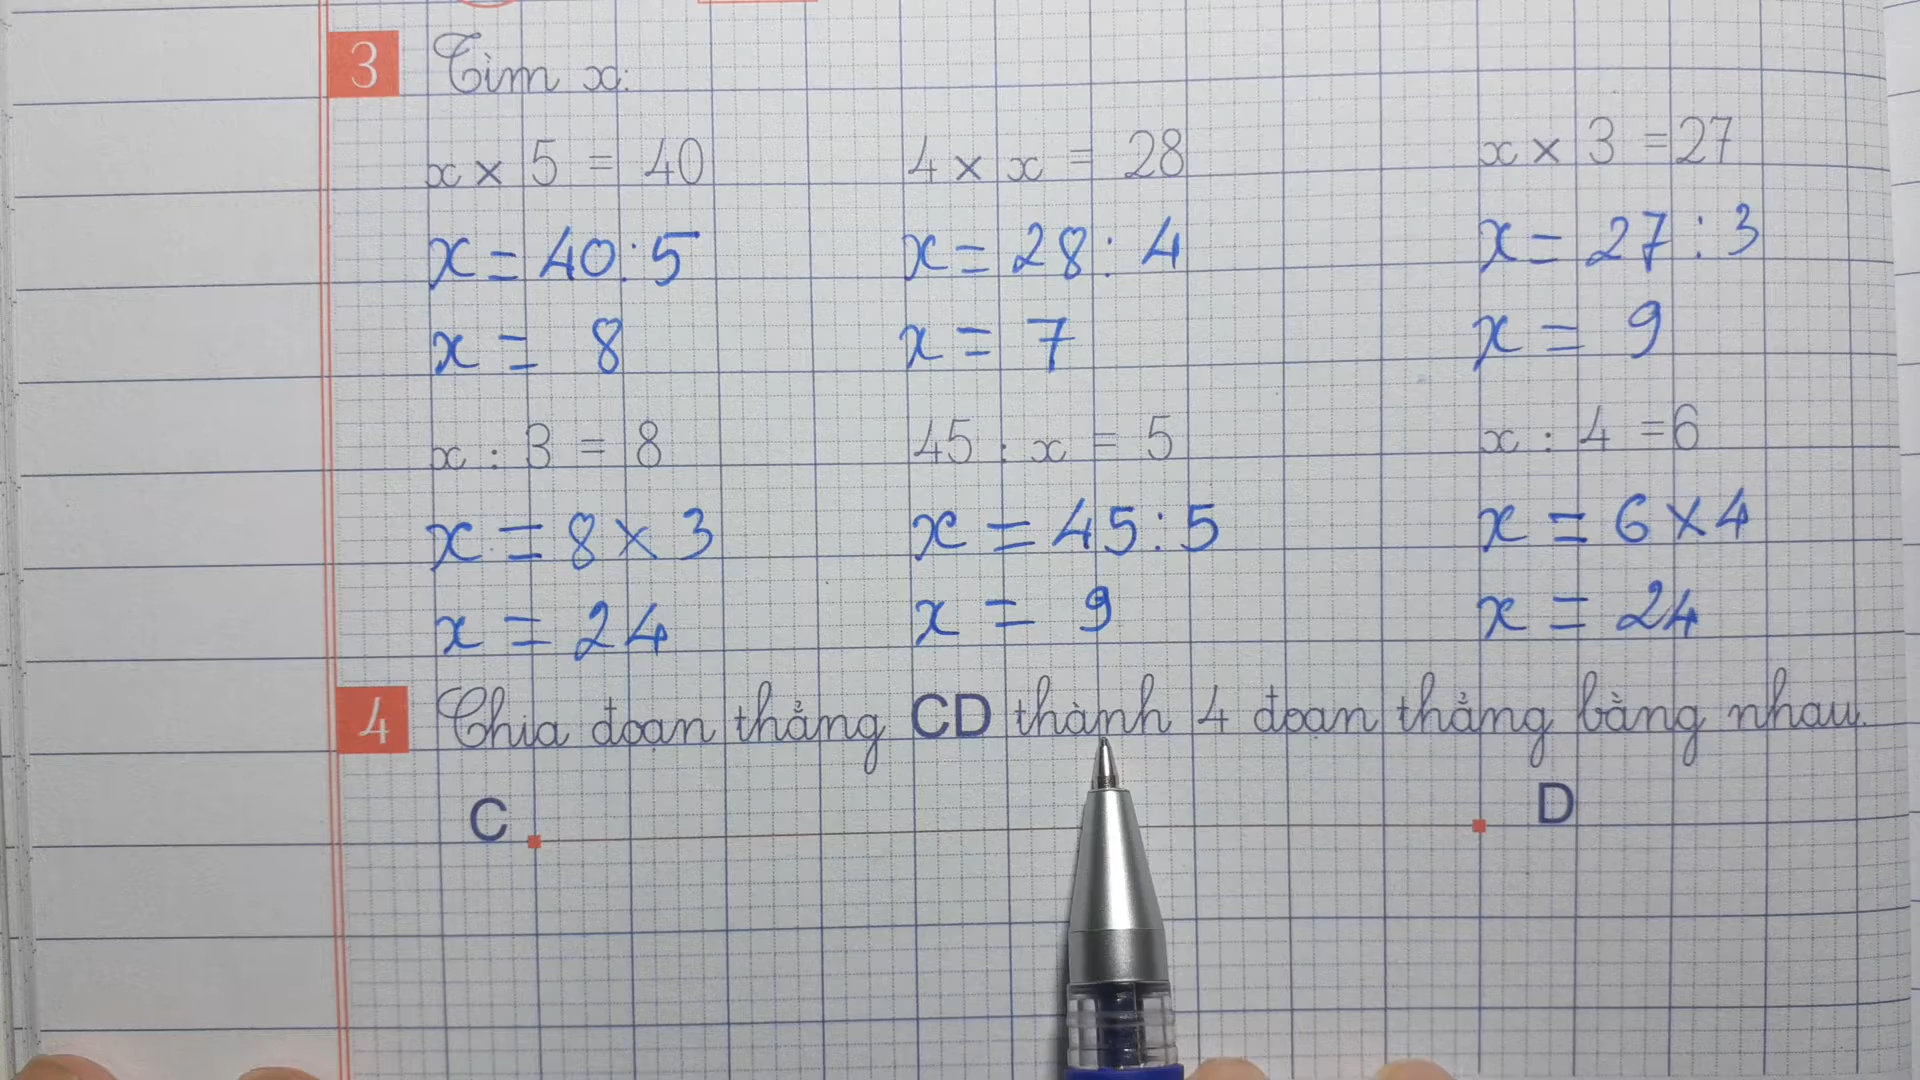 3 Tìm x:
x × 5 = 40 4 × x = 28 x × 3 = 27
x = 40 : 5 x = 28 : 4 x = 27 : 3
x = 8 x = 7 x = 9
x : 3 = 8 45 : x = 5 x : 4 = 6
x = 8 × 3 x = 45 : 5 x = 6 × 4
x = 24 x = 9 x = 24
4 Chia đoạn thẳng CD thành 4 đoạn thẳng bằng nhau.
C D